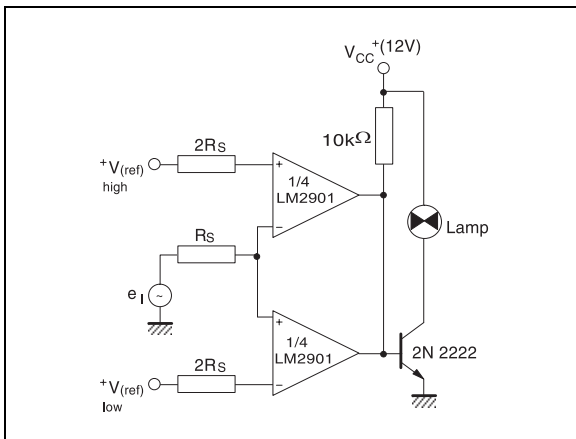 VCC+(12V)
2RS
10kΩ
+V(ref)
high
1/4
LM2901
RS
Lamp
eI
1/4
LM2901
2N 2222
2RS
+V(ref)
low